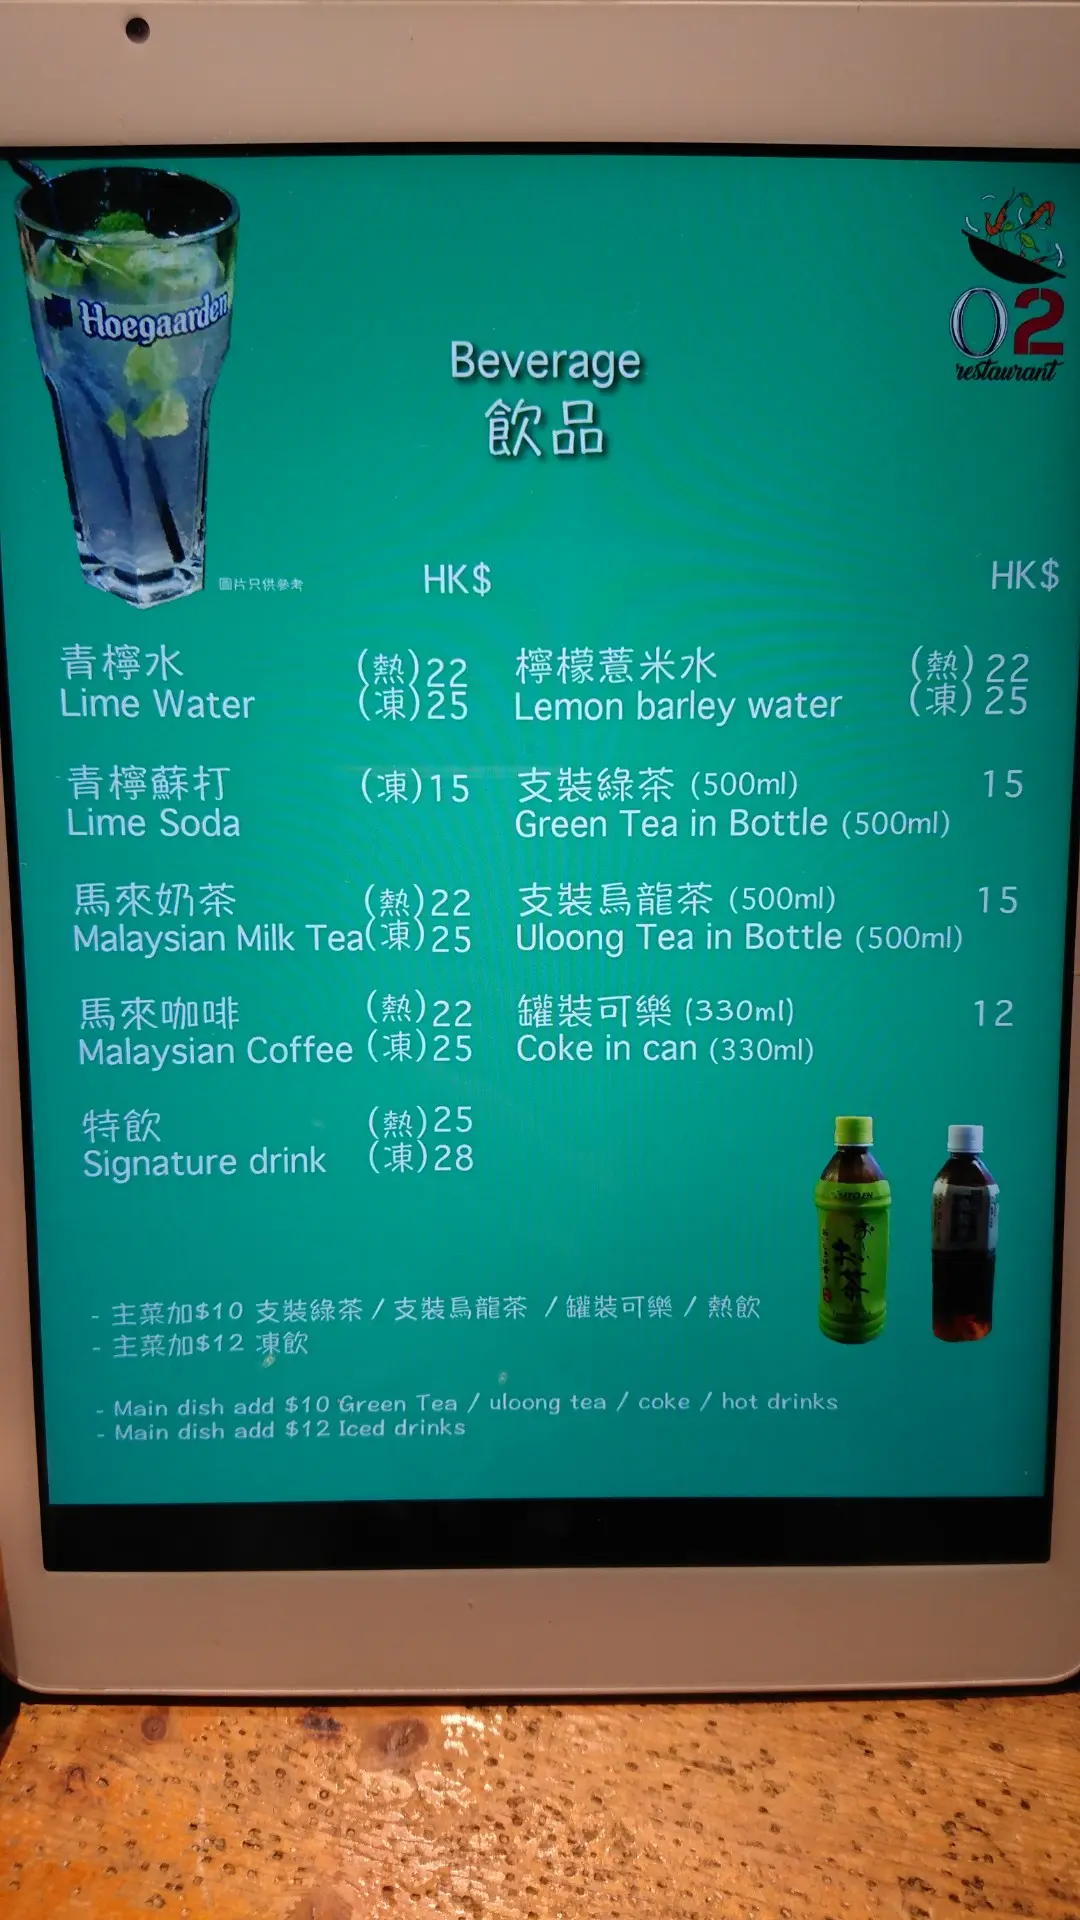 Hoegaarden
O2
restaurant
Beverage
飲品
圖片只供參考
HK$
HK$
青檸水 (熱)22
Lime Water (凍)25
青檸蘇打 (凍)15
Lime Soda
馬來奶茶 (熱)22
Malaysian Milk Tea (凍)25
馬來咖啡 (熱)22
Malaysian Coffee (凍)25
特飲 (熱)25
Signature drink (凍)28
檸檬薏米水 (熱)22
Lemon barley water (凍)25
支裝綠茶 (500ml) 15
Green Tea in Bottle (500ml)
支裝烏龍茶 (500ml) 15
Uloong Tea in Bottle (500ml)
罐裝可樂 (330ml) 12
Coke in can (330ml)
お〜い
お茶
- 主菜加$10 支裝綠茶 / 支裝烏龍茶 / 罐裝可樂 / 熱飲
- 主菜加$12 凍飲
- Main dish add $10 Green Tea / uloong tea / coke / hot drinks
- Main dish add $12 Iced drinks